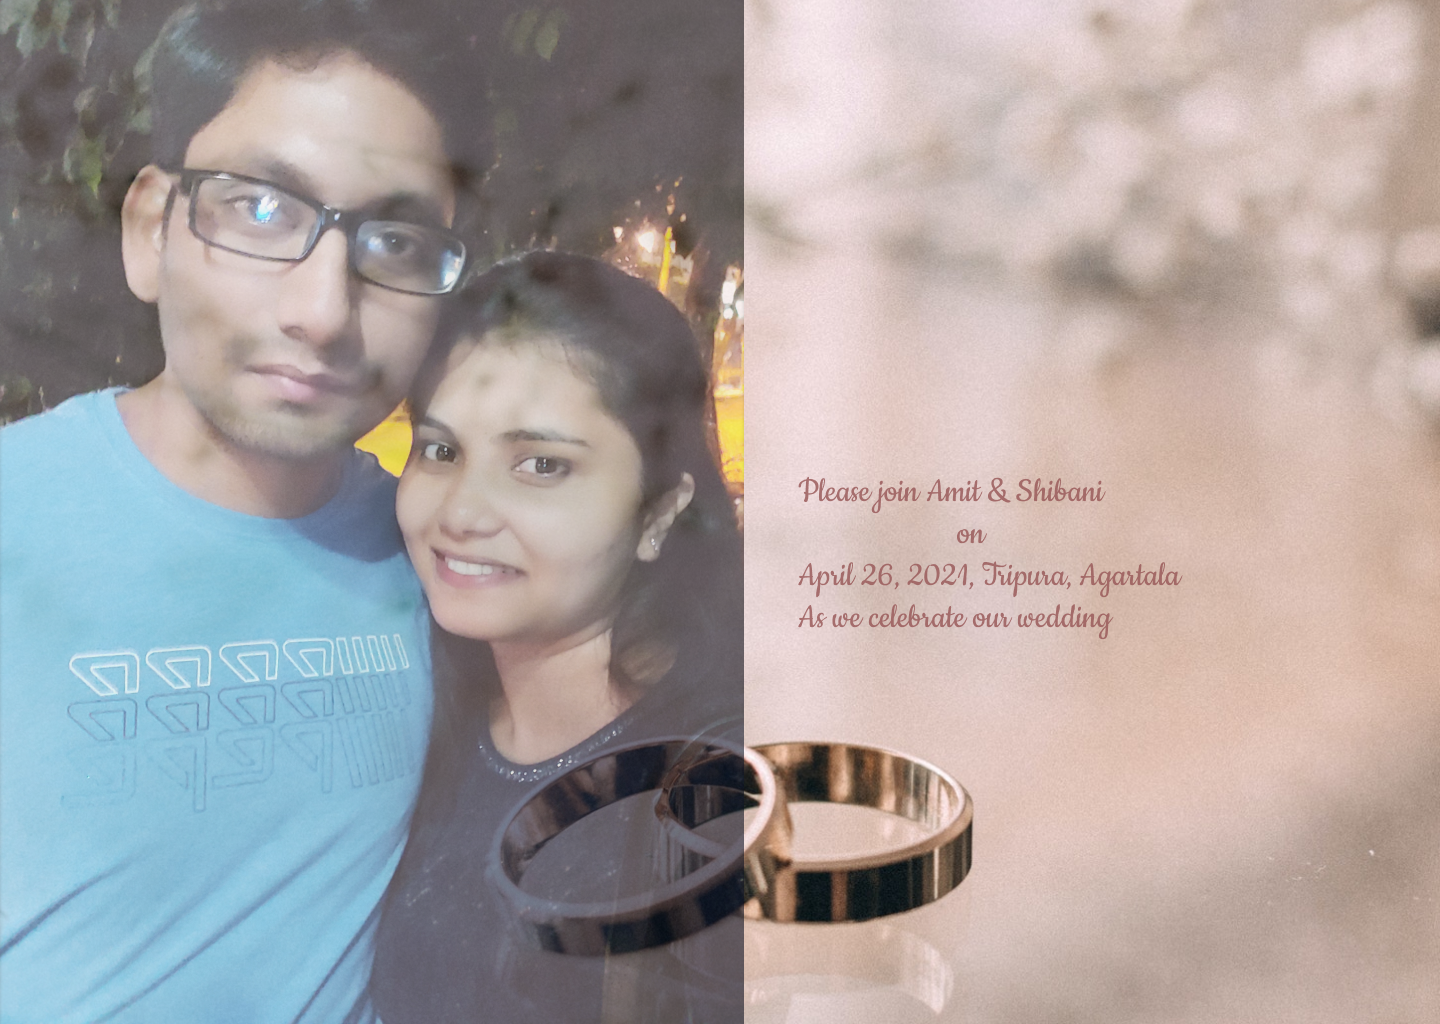 Please join Amit & Shibani
on
April 26, 2021, Tripura, Agartala
As we celebrate our wedding